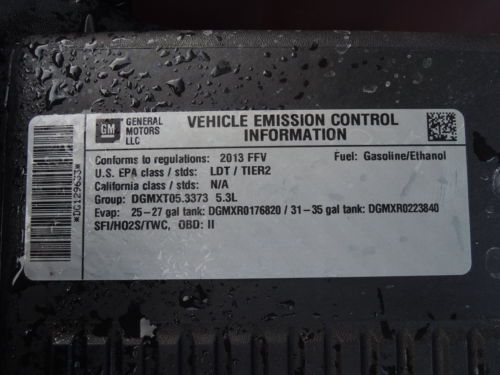 GM
GENERAL MOTORS LLC
VEHICLE EMISSION CONTROL INFORMATION
Conforms to regulations: 2013 FFV Fuel: Gasoline/Ethanol
U.S. EPA class / stds: LDT / TIER2
California class / stds: N/A
Group: DGMXT05.3373 5.3L
Evap: 25-27 gal tank: DGMXR0176820 / 31-35 gal tank: DGMXR0223840
SFI/HO2S/TWC, OBD: II